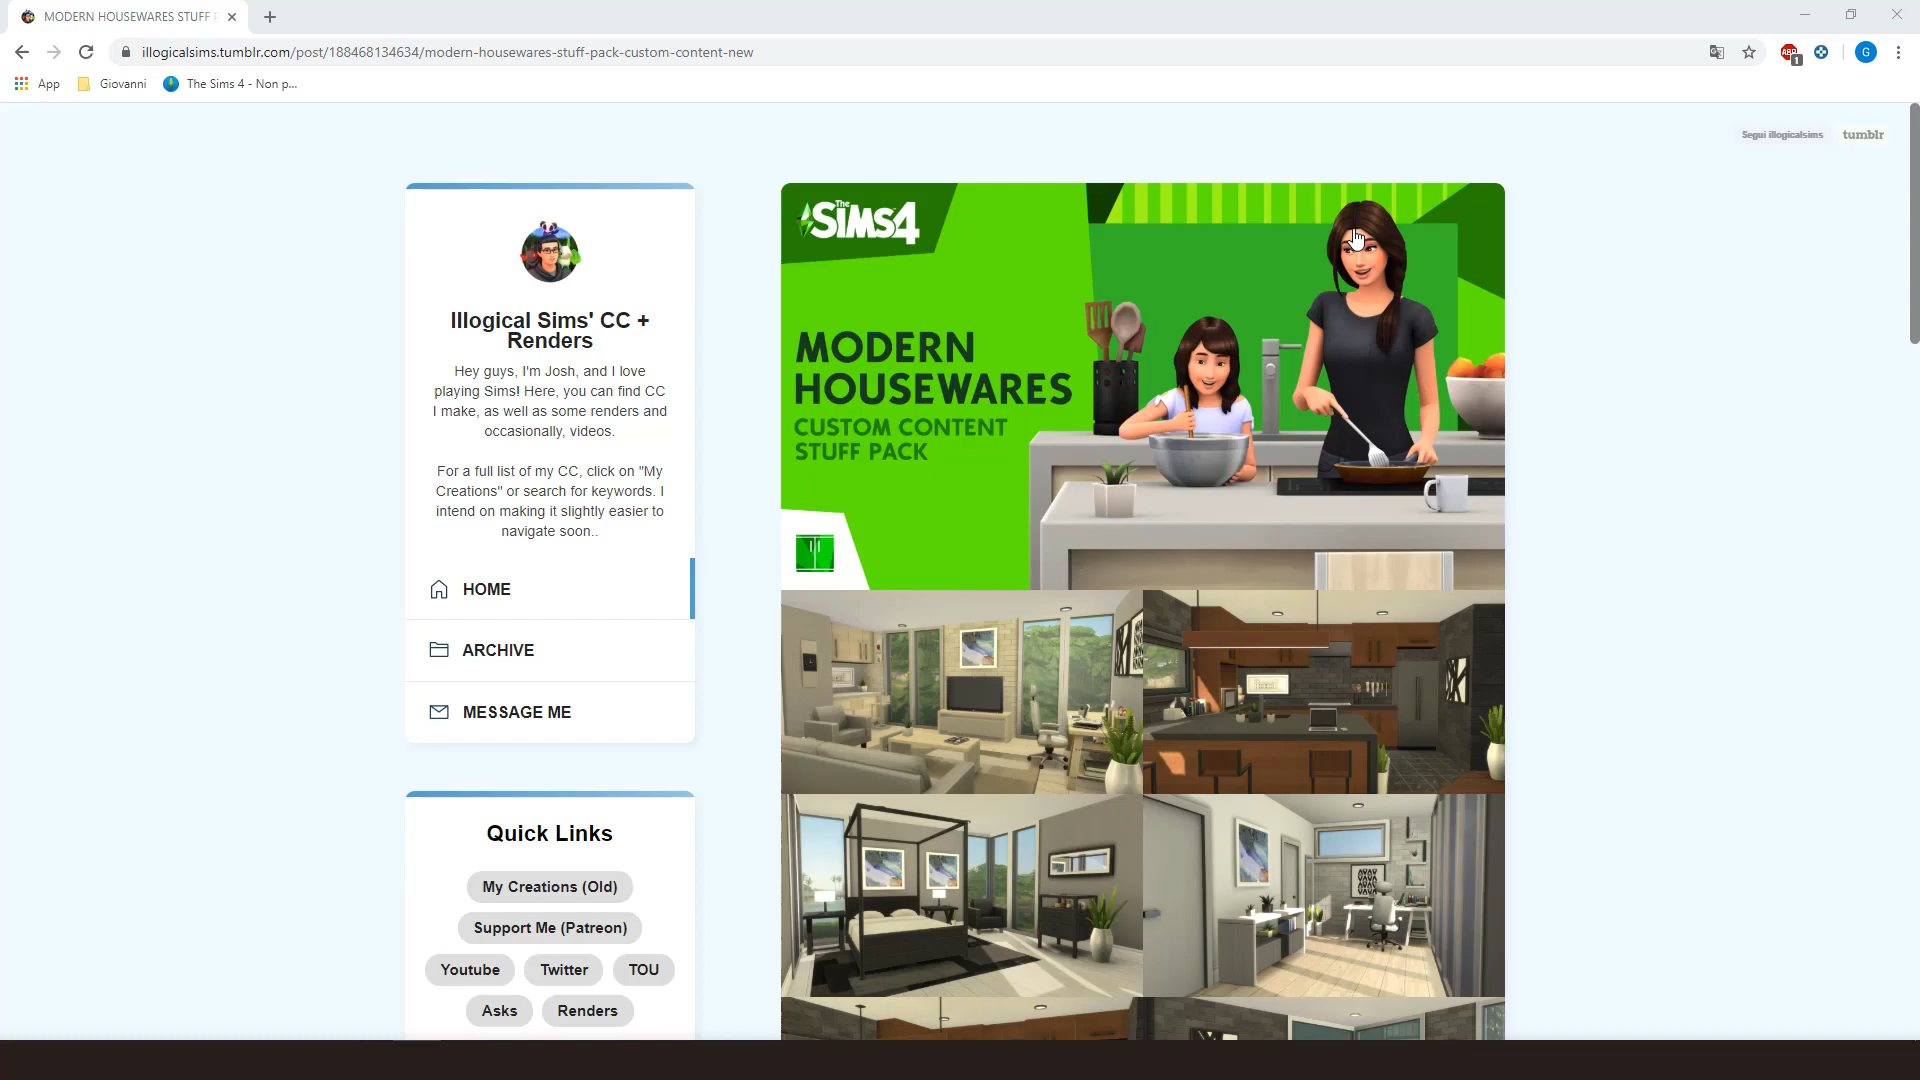 MODERN HOUSEWARES STUFF P
illogicalsims.tumblr.com/post/188468134634/modern-housewares-stuff-pack-custom-content-new
ABP
1
G
App
Giovanni
The Sims 4 - Non p...
Segui illogicalsims
tumblr
Illogical Sims' CC +
Renders
Hey guys, I'm Josh, and I love
playing Sims! Here, you can find CC
I make, as well as some renders and
occasionally, videos.
For a full list of my CC, click on "My
Creations" or search for keywords. I
intend on making it slightly easier to
navigate soon..
HOME
ARCHIVE
MESSAGE ME
Quick Links
My Creations (Old)
Support Me (Patreon)
Youtube
Twitter
TOU
Asks
Renders
The
SIMS4
MODERN
HOUSEWARES
CUSTOM CONTENT
STUFF PACK